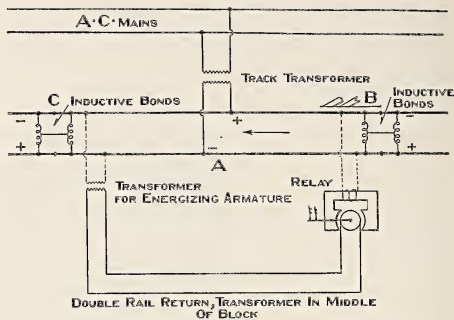 A·C·MAINS
TRACK TRANSFORMER
C INDUCTIVE BONDS
B INDUCTIVE BONDS
- + - -
+ - +
A
TRANSFORMER
FOR ENERGIZING ARMATURE
RELAY
DOUBLE RAIL RETURN, TRANSFORMER IN MIDDLE
OF BLOCK